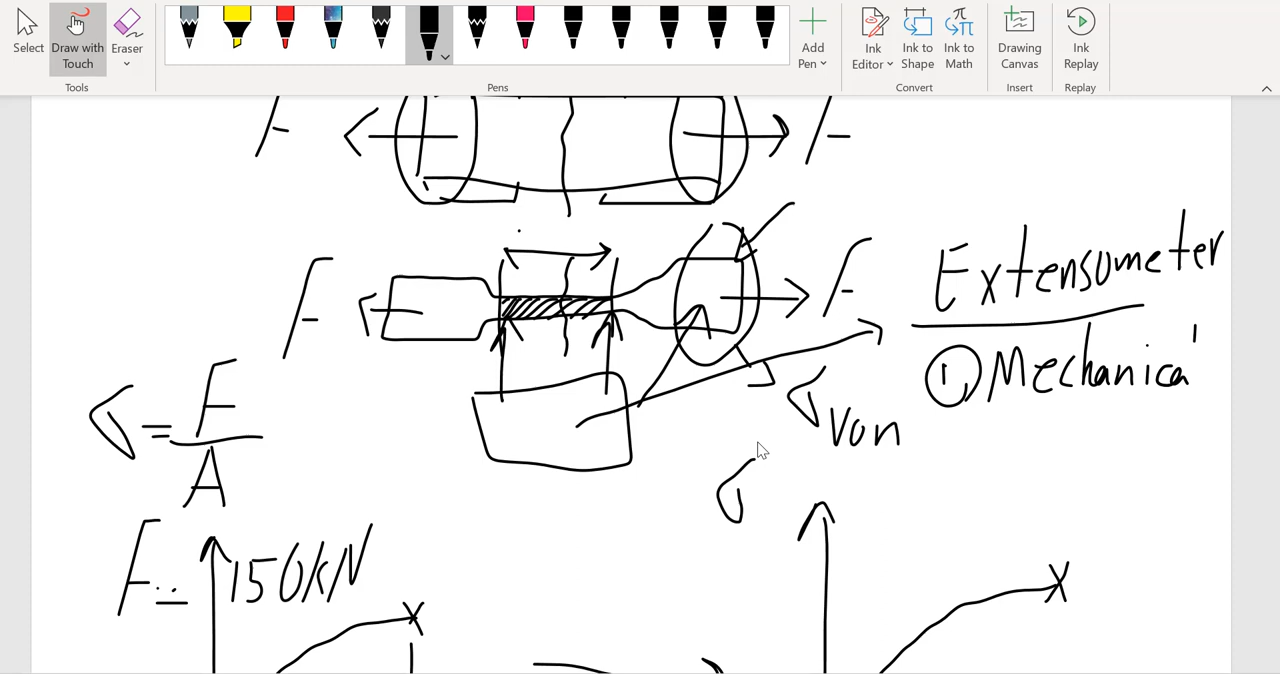 Select
Draw with Touch
Eraser
Tools
Pens
Add Pen
Ink Editor
Ink to Shape
Ink to Math
Convert
Drawing Canvas
Insert
Ink Replay
Replay
F F
F F
Extensometer
① Mechanica
σ = F
A
σ Von
σ
F = 150kN